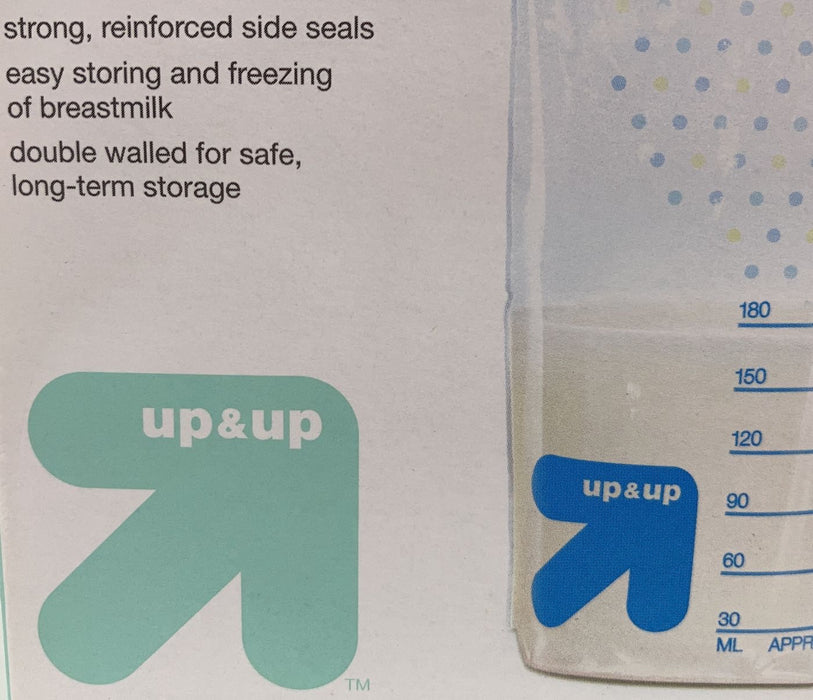 strong, reinforced side seals
easy storing and freezing
of breastmilk
double walled for safe,
long-term storage
up&up
TM
180
150
120
up&up
90
60
30
ML APPR